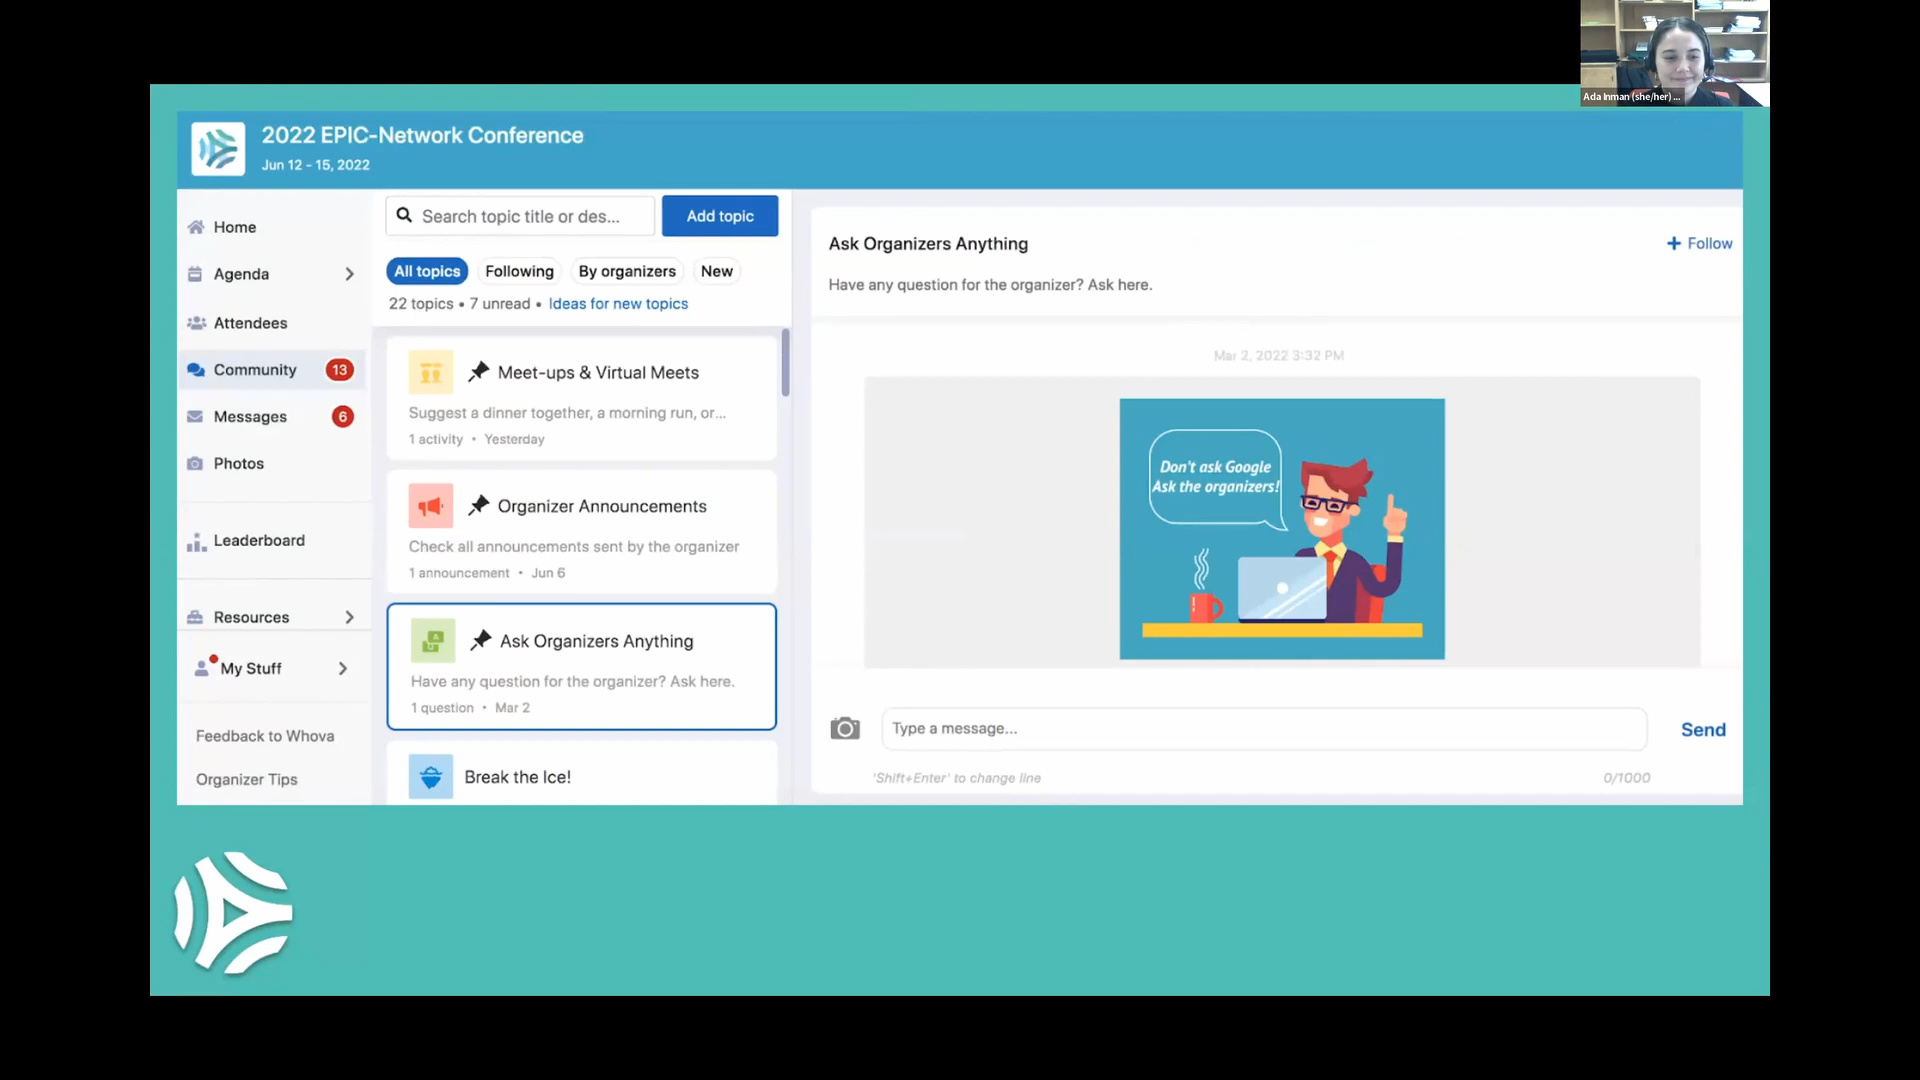 Ada Inman (she/her) ...
2022 EPIC-Network Conference
Jun 12 - 15, 2022
Home
Agenda
Attendees
Community 13
Messages 6
Photos
Leaderboard
Resources
My Stuff
Feedback to Whova
Organizer Tips
Search topic title or des...
Add topic
All topics Following By organizers New
22 topics • 7 unread • Ideas for new topics
Meet-ups & Virtual Meets
Suggest a dinner together, a morning run, or...
1 activity • Yesterday
Organizer Announcements
Check all announcements sent by the organizer
1 announcement • Jun 6
Ask Organizers Anything
Have any question for the organizer? Ask here.
1 question • Mar 2
Break the Ice!
Ask Organizers Anything
+ Follow
Have any question for the organizer? Ask here.
Mar 2, 2022 3:32 PM
Don't ask Google
Ask the organizers!
Type a message...
Send
'Shift+Enter' to change line
0/1000